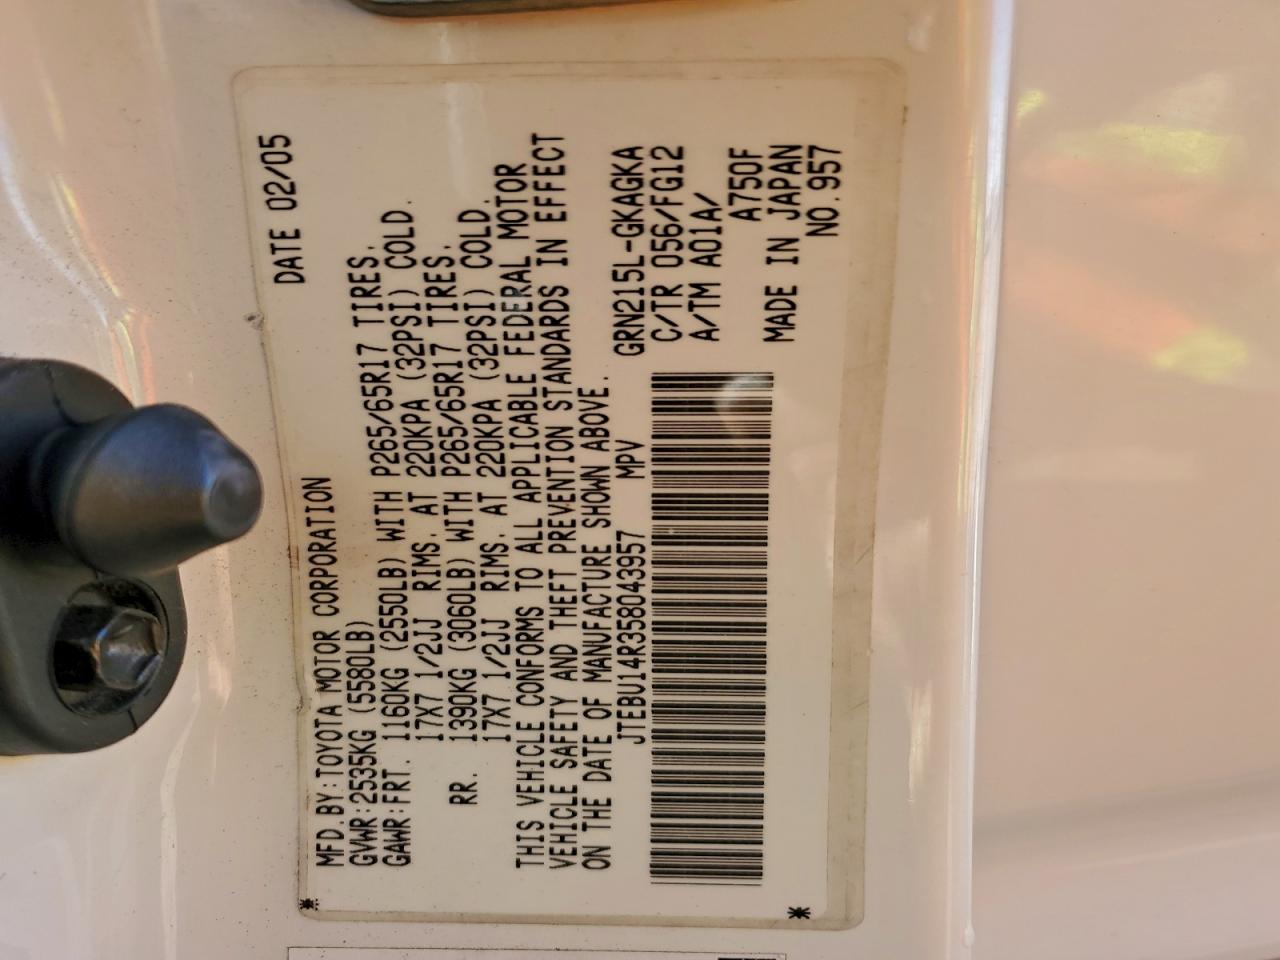 MFD.BY:TOYOTA MOTOR CORPORATION DATE 02/05
GVWR:2535KG (5580LB)
GAWR:FRT. 1160KG (2550LB) WITH P265/65R17 TIRES.
17X7 1/2JJ RIMS. AT 220KPA (32PSI) COLD.
RR. 1390KG (3060LB) WITH P265/65R17 TIRES.
17X7 1/2JJ RIMS. AT 220KPA (32PSI) COLD.
THIS VEHICLE CONFORMS TO ALL APPLICABLE FEDERAL MOTOR
VEHICLE SAFETY AND THEFT PREVENTION STANDARDS IN EFFECT
ON THE DATE OF MANUFACTURE SHOWN ABOVE.
JTEBU14R358043957 MPV GRN215L-GKAGKA
C/TR 056/FG12
A/TM A01A/
A750F
MADE IN JAPAN
NO.957